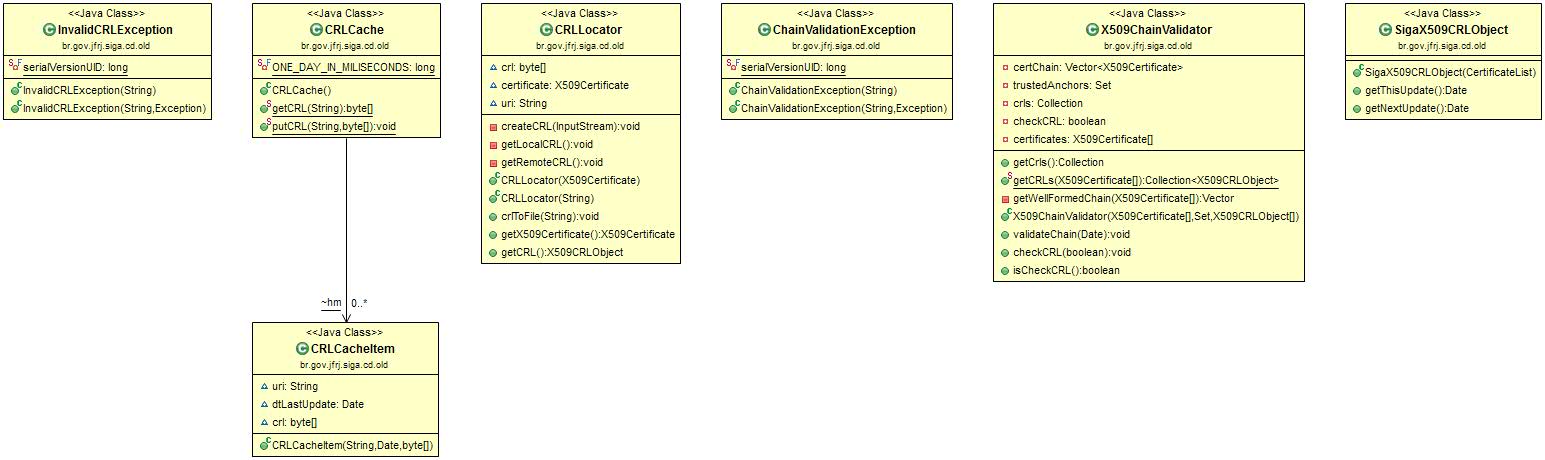 <<Java Class>>
InvalidCRLException
br.gov.jfrj.siga.cd.old
serialVersionUID: long
InvalidCRLException(String)
InvalidCRLException(String,Exception)
<<Java Class>>
CRLCache
br.gov.jfrj.siga.cd.old
ONE_DAY_IN_MILISECONDS: long
CRLCache()
getCRL(String):byte[]
putCRL(String,byte[]):void
~hm
0..*
<<Java Class>>
CRLCacheItem
br.gov.jfrj.siga.cd.old
uri: String
dtLastUpdate: Date
crl: byte[]
CRLCacheItem(String,Date,byte[])
<<Java Class>>
CRLLocator
br.gov.jfrj.siga.cd.old
crl: byte[]
certificate: X509Certificate
uri: String
createCRL(InputStream):void
getLocalCRL():void
getRemoteCRL():void
CRLLocator(X509Certificate)
CRLLocator(String)
crlToFile(String):void
getX509Certificate():X509Certificate
getCRL():X509CRLObject
<<Java Class>>
ChainValidationException
br.gov.jfrj.siga.cd.old
serialVersionUID: long
ChainValidationException(String)
ChainValidationException(String,Exception)
<<Java Class>>
X509ChainValidator
br.gov.jfrj.siga.cd.old
certChain: Vector<X509Certificate>
trustedAnchors: Set
crls: Collection
checkCRL: boolean
certificates: X509Certificate[]
getCrls():Collection
getCRLs(X509Certificate[]):Collection<X509CRLObject>
getWellFormedChain(X509Certificate[]):Vector
X509ChainValidator(X509Certificate[],Set,X509CRLObject[])
validateChain(Date):void
checkCRL(boolean):void
isCheckCRL():boolean
<<Java Class>>
SigaX509CRLObject
br.gov.jfrj.siga.cd.old
SigaX509CRLObject(CertificateList)
getThisUpdate():Date
getNextUpdate():Date